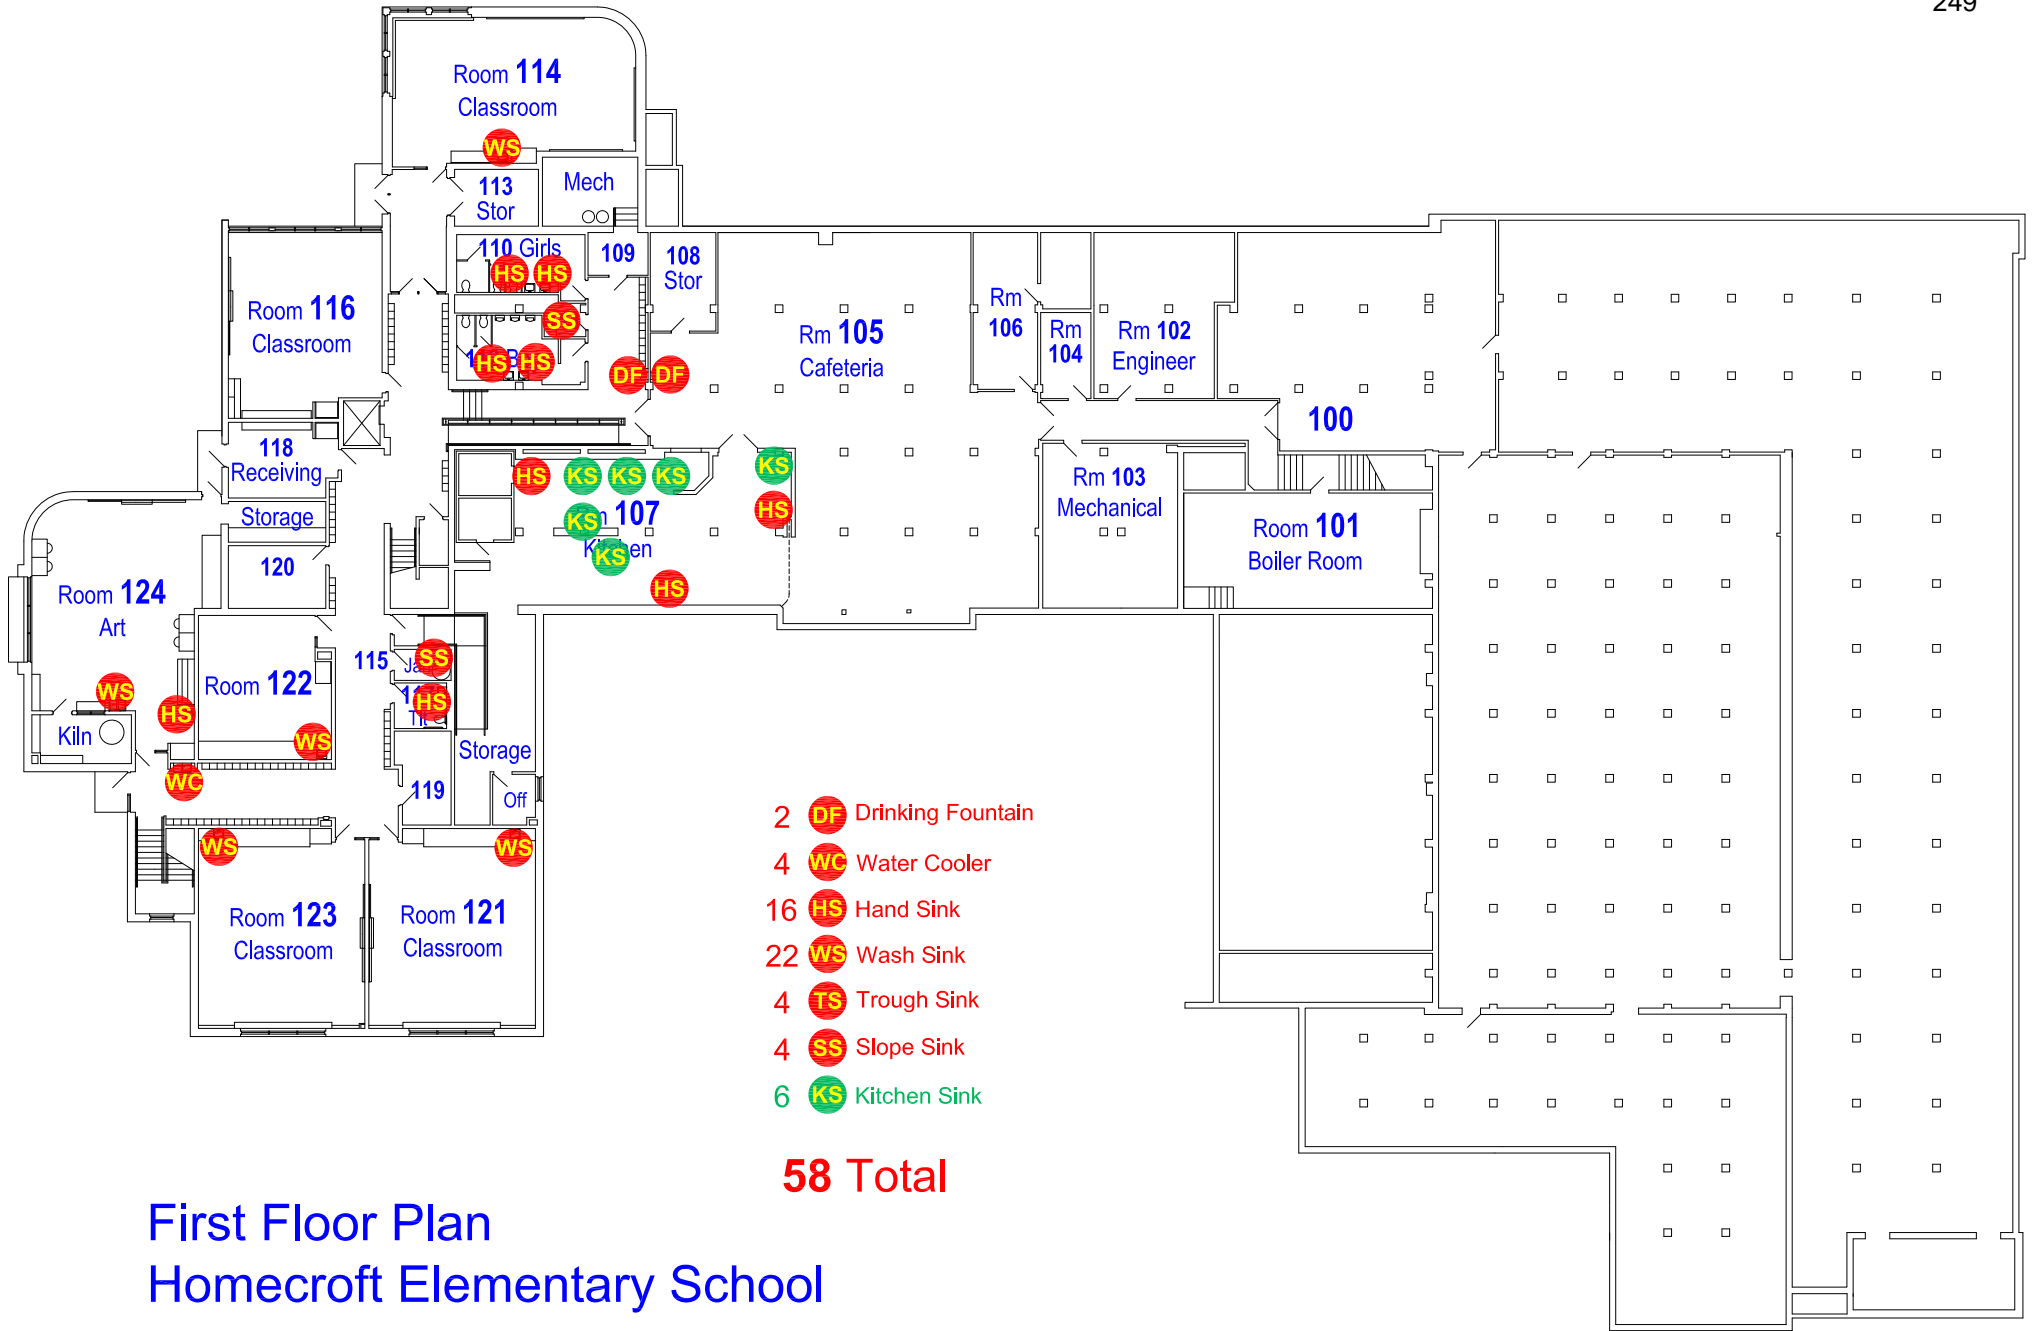 249
Room 114
Classroom
WS
113
Stor
Mech
110 Girls
HS
HS
109
108
Stor
SS
HS
HS
DF
DF
Room 116
Classroom
Rm 105
Cafeteria
Rm
106
Rm
104
Rm 102
Engineer
100
118
Receiving
Storage
120
HS
KS
KS
KS
KS
HS
KS
107
KS
HS
Rm 103
Mechanical
Room 101
Boiler Room
Room 124
Art
WS
HS
Kiln
Room 122
WS
WC
115
SS
HS
119
Storage
Off
WS
WS
Room 123
Classroom
Room 121
Classroom
2 DF Drinking Fountain
4 WC Water Cooler
16 HS Hand Sink
22 WS Wash Sink
4 TS Trough Sink
4 SS Slope Sink
6 KS Kitchen Sink
58 Total
First Floor Plan
Homecroft Elementary School